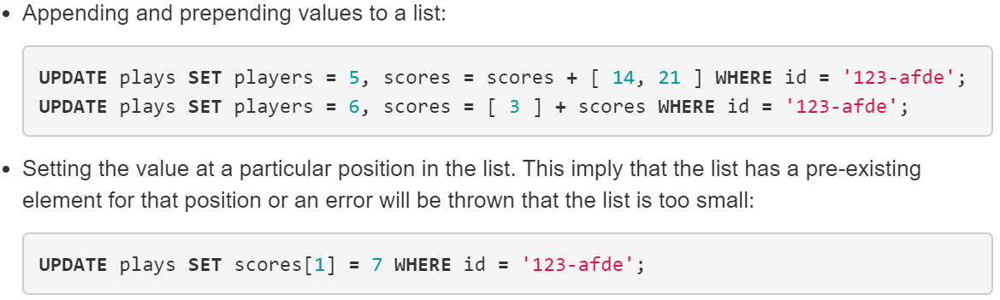 • Appending and prepending values to a list:
UPDATE plays SET players = 5, scores = scores + [ 14, 21 ] WHERE id = '123-afde';
UPDATE plays SET players = 6, scores = [ 3 ] + scores WHERE id = '123-afde';
• Setting the value at a particular position in the list. This imply that the list has a pre-existing
element for that position or an error will be thrown that the list is too small:
UPDATE plays SET scores[1] = 7 WHERE id = '123-afde';